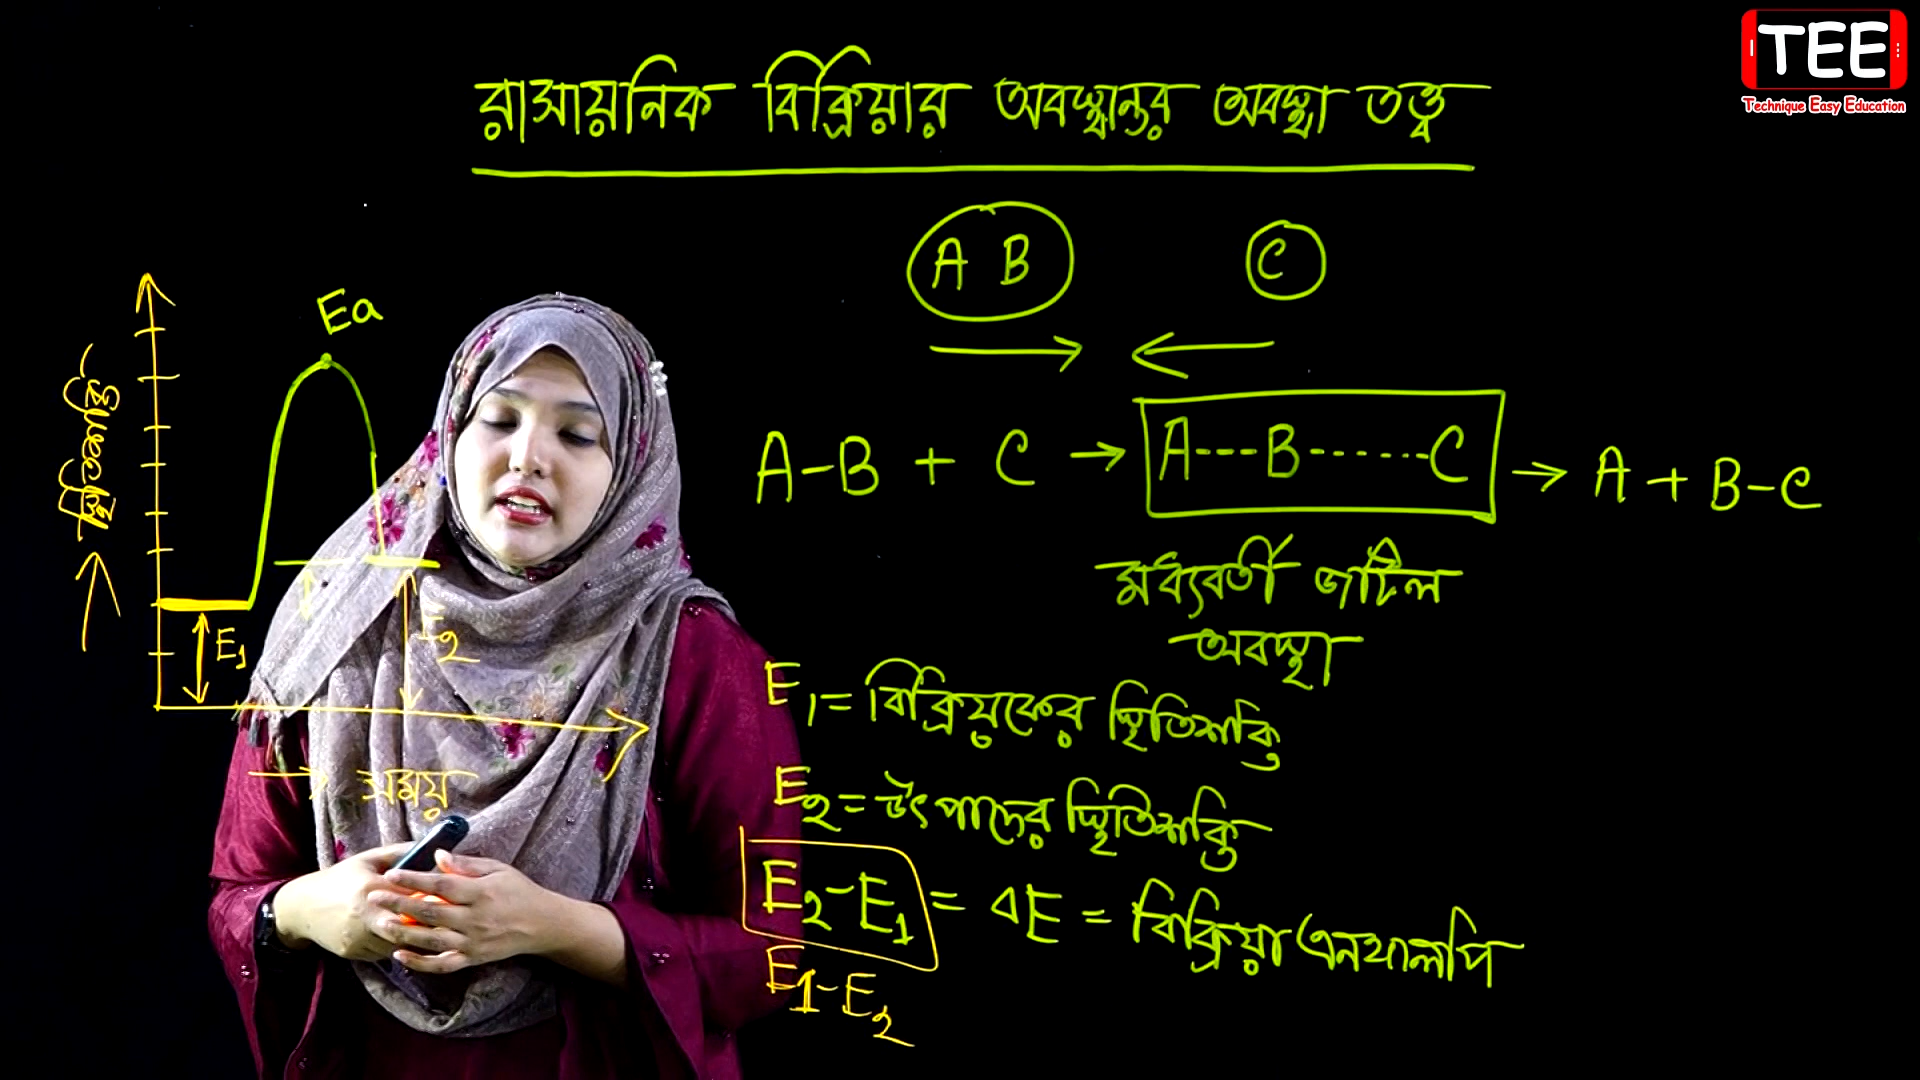 TEE
Technique Easy Education
রাসায়নিক বিক্রিয়ার অবস্থান্তর অবস্থা তত্ত্ব
A B
C
Ea
স্থিতিশক্তি
E1
E2
সময়
A-B + C → A---B------C → A + B-C
মধ্যবর্তী জটিল
অবস্থা
E1 = বিক্রিয়কের স্থিতিশক্তি
E2 = উৎপাদের স্থিতিশক্তি
E2-E1 = ΔE = বিক্রিয়া এনথালপি
E1-E2